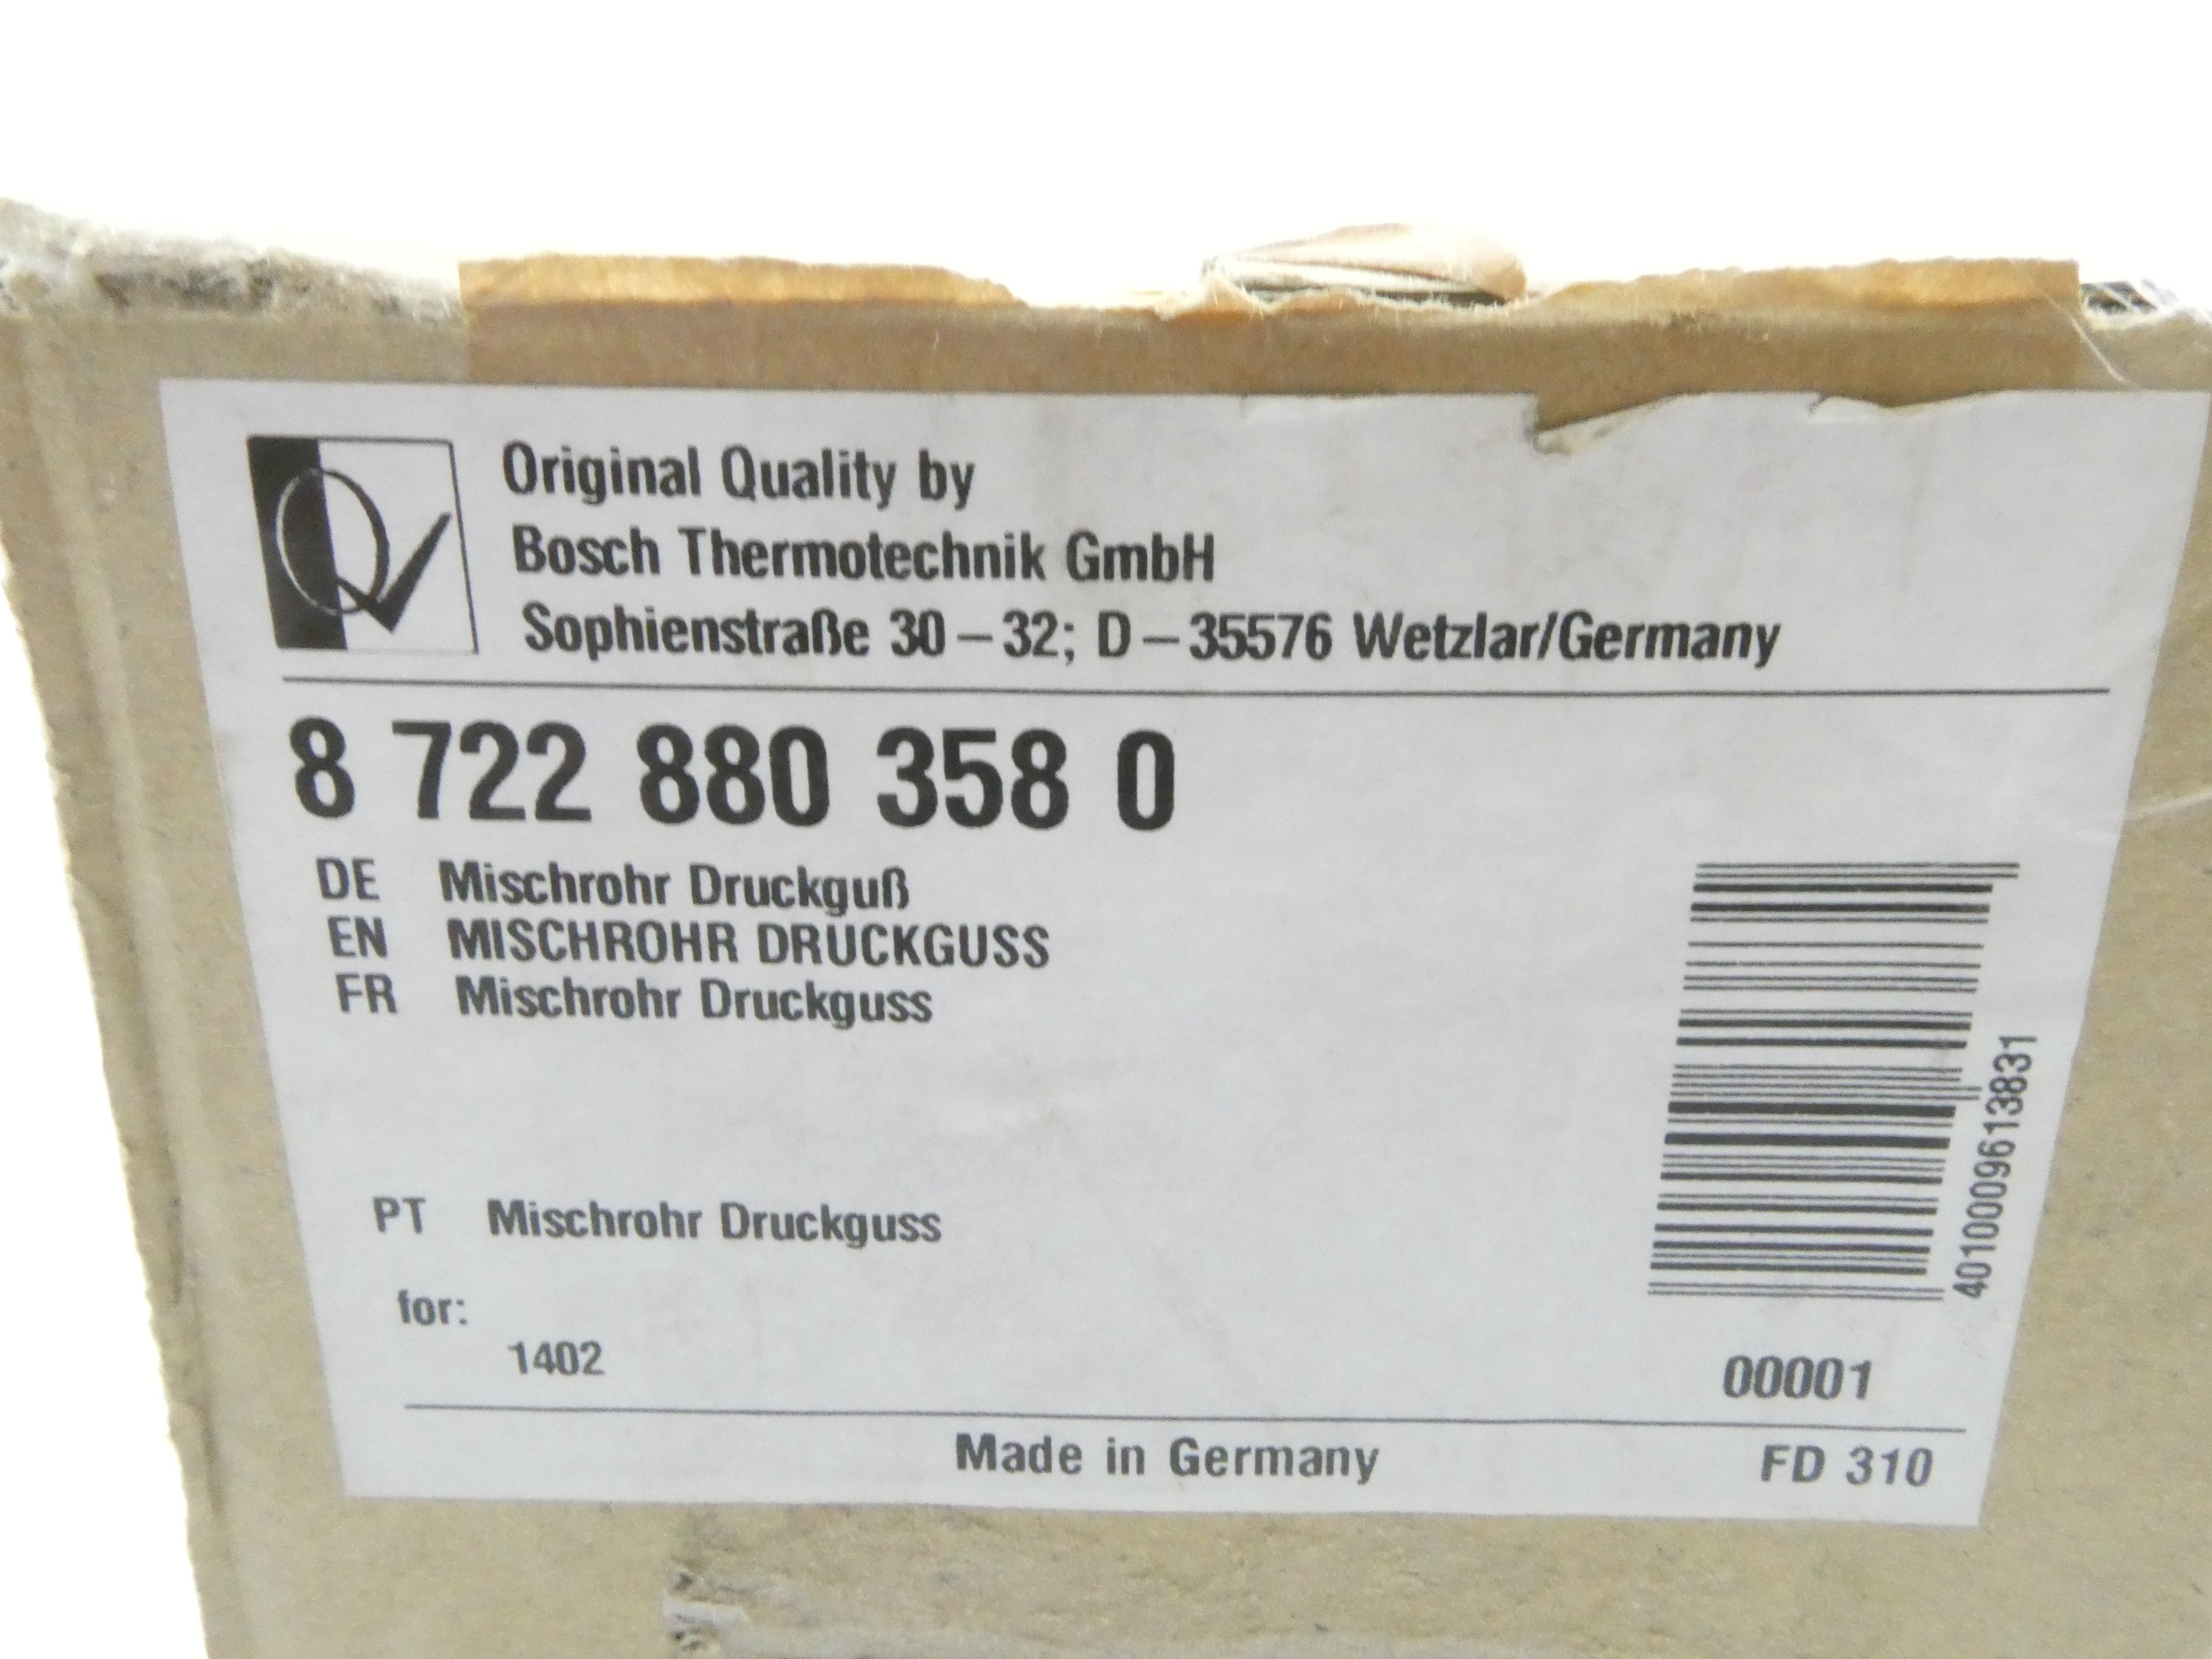 Original Quality by
Bosch Thermotechnik GmbH
Sophienstraße 30 – 32; D – 35576 Wetzlar/Germany
8 722 880 358 0
DE Mischrohr Druckguß
EN MISCHROHR DRUCKGUSS
FR Mischrohr Druckguss
PT Mischrohr Druckguss
for:
1402
4010009613831
00001
Made in Germany
FD 310